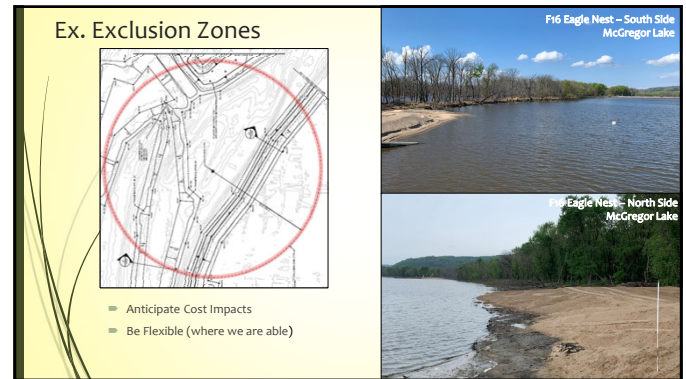 Ex. Exclusion Zones
Anticipate Cost Impacts
Be Flexible (where we are able)
F16 Eagle Nest – South Side
McGregor Lake
F16 Eagle Nest – North Side
McGregor Lake